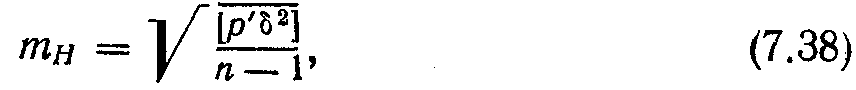 m_H = √([p′δ²]/(n − 1)), (7.38)